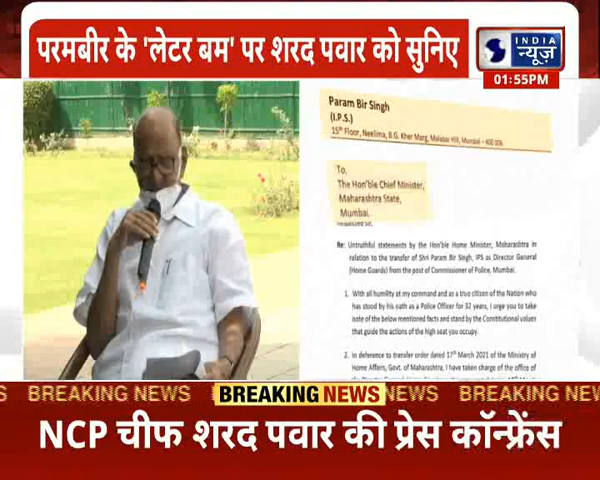 परमबीर के 'लेटर बम' पर शरद पवार को सुनिए
INDIA
न्यूज़
01:55PM
Param Bir Singh
(I.P.S.)
15th Floor, Neelima, B.G. Kher Marg, Malabar Hill, Mumbai – 400 006
To,
The Hon'ble Chief Minister,
Maharashtra State,
Mumbai.
Re: Untruthful statements by the Hon'ble Home Minister, Maharashtra in
relation to the transfer of Shri Param Bir Singh, IPS as Director General
(Home Guards) from the post of Commissioner of Police, Mumbai.
1. With all humility at my command and as a true citizen of the Nation who
has stood by his oath as a Police Officer for 32 years, I urge you to take
note of the below mentioned facts and stand by the Constitutional values
that guide the actions of the high seat you occupy.
2. In deference to transfer order dated 17th March 2021 of the Ministry of
Home Affairs, Govt. of Maharashtra, I have taken charge of the office of
BREAKING NEWS BREAKING NEWS NEWS BREAKING NEWS
NCP चीफ शरद पवार की प्रेस कॉन्फ्रेंस